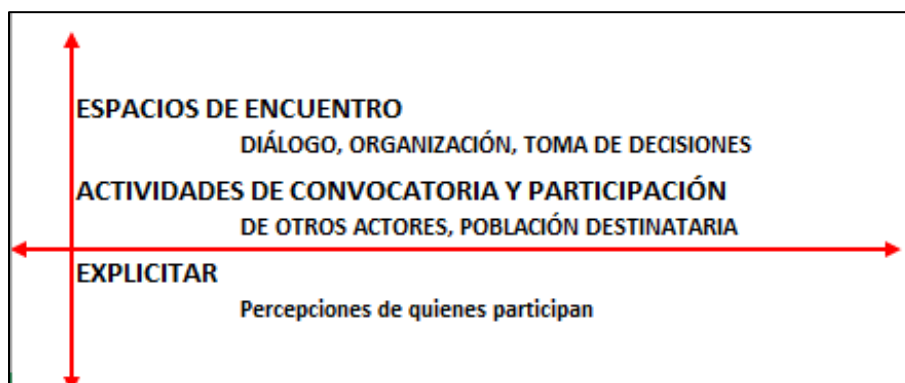 ESPACIOS DE ENCUENTRO
DIÁLOGO, ORGANIZACIÓN, TOMA DE DECISIONES
ACTIVIDADES DE CONVOCATORIA Y PARTICIPACIÓN
DE OTROS ACTORES, POBLACIÓN DESTINATARIA
EXPLICITAR
Percepciones de quienes participan